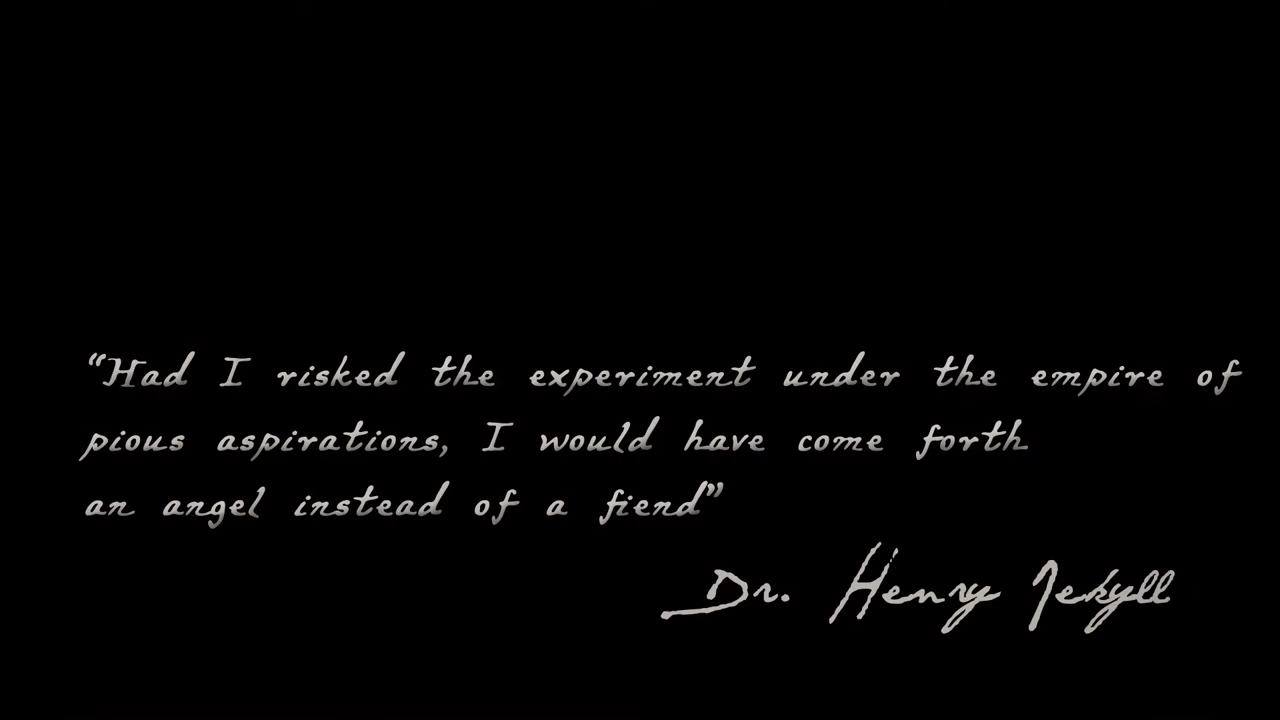 “Had I risked the experiment under the empire of
pious aspirations, I would have come forth
an angel instead of a fiend”
Dr. Henry Jekyll